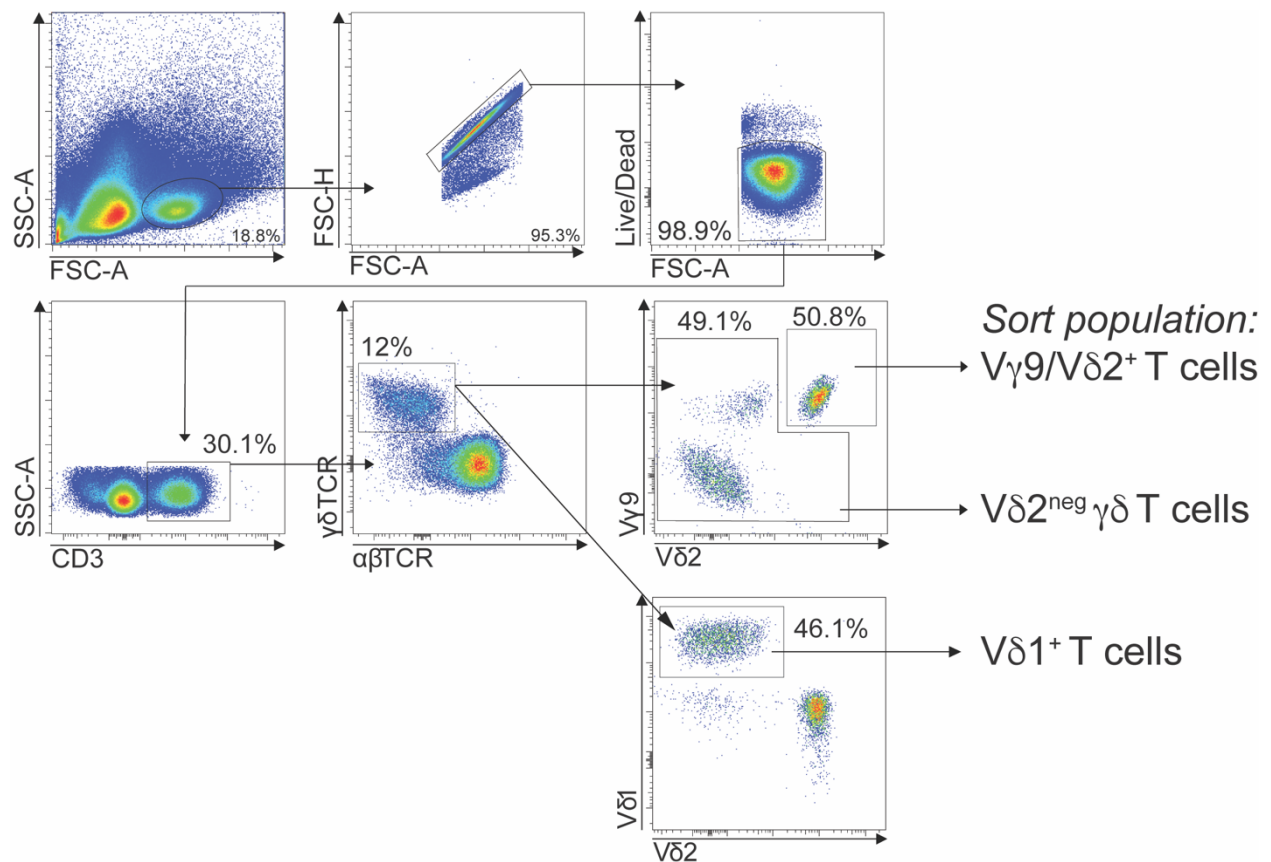 SSC-A
18.8%
FSC-A
FSC-H
95.3%
FSC-A
Live/Dead
98.9%
FSC-A
SSC-A
30.1%
CD3
γδTCR
12%
αβTCR
Vγ9
49.1%
50.8%
Vδ2
Sort population:
Vγ9/Vδ2⁺ T cells
Vδ2ⁿᵉᵍ γδ T cells
Vδ1
46.1%
Vδ2
Vδ1⁺ T cells